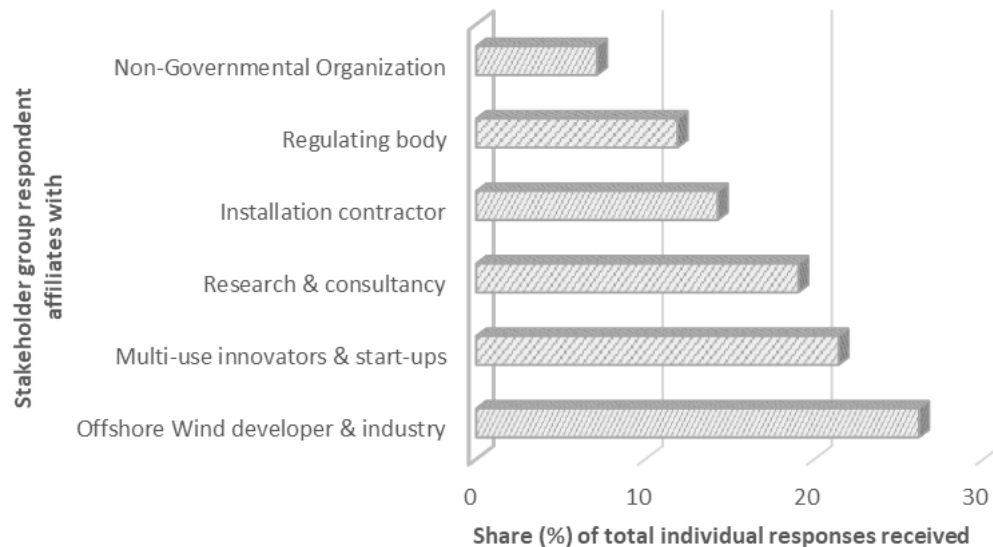 Stakeholder group respondent
affiliates with
Non-Governmental Organization
Regulating body
Installation contractor
Research & consultancy
Multi-use innovators & start-ups
Offshore Wind developer & industry
0 10 20 30
Share (%) of total individual responses received